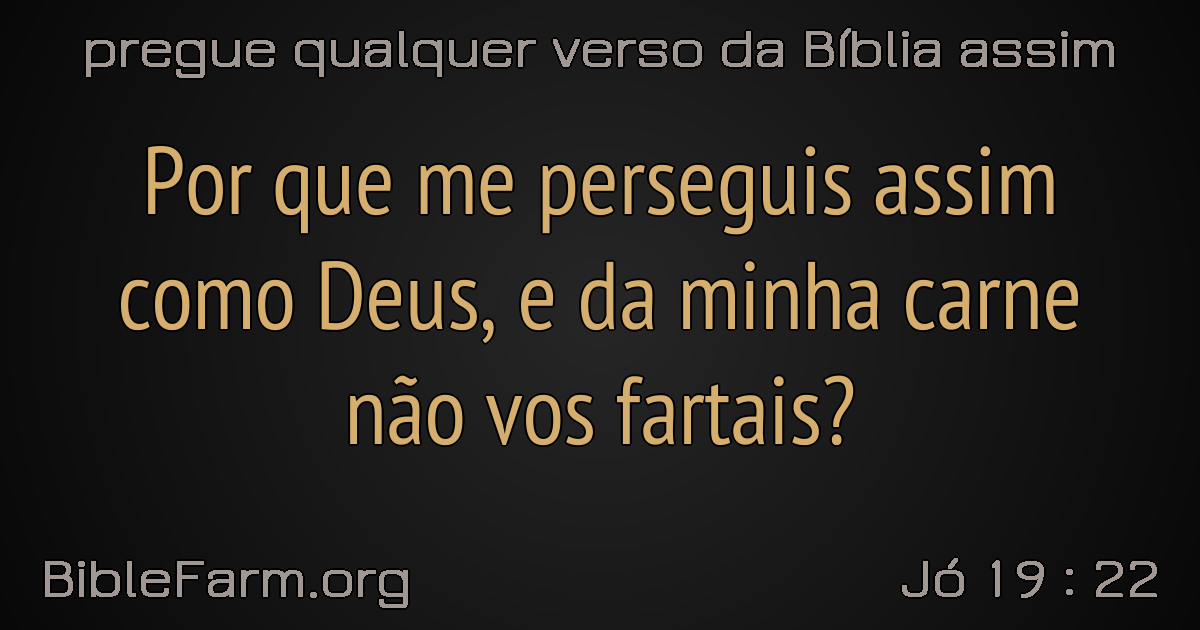 pregue qualquer verso da Bíblia assim
Por que me perseguis assim
como Deus, e da minha carne
não vos fartais?
BibleFarm.org
Jó 19 : 22